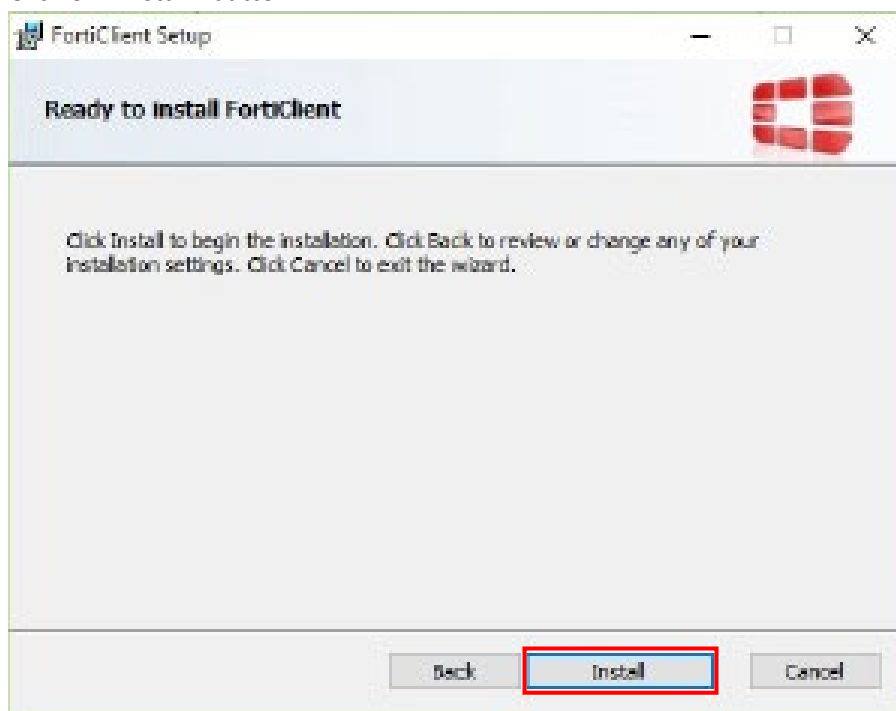 FortiClient Setup
Ready to install FortiClient
Click Install to begin the installation. Click Back to review or change any of your
installation settings. Click Cancel to exit the wizard.
Back
Install
Cancel